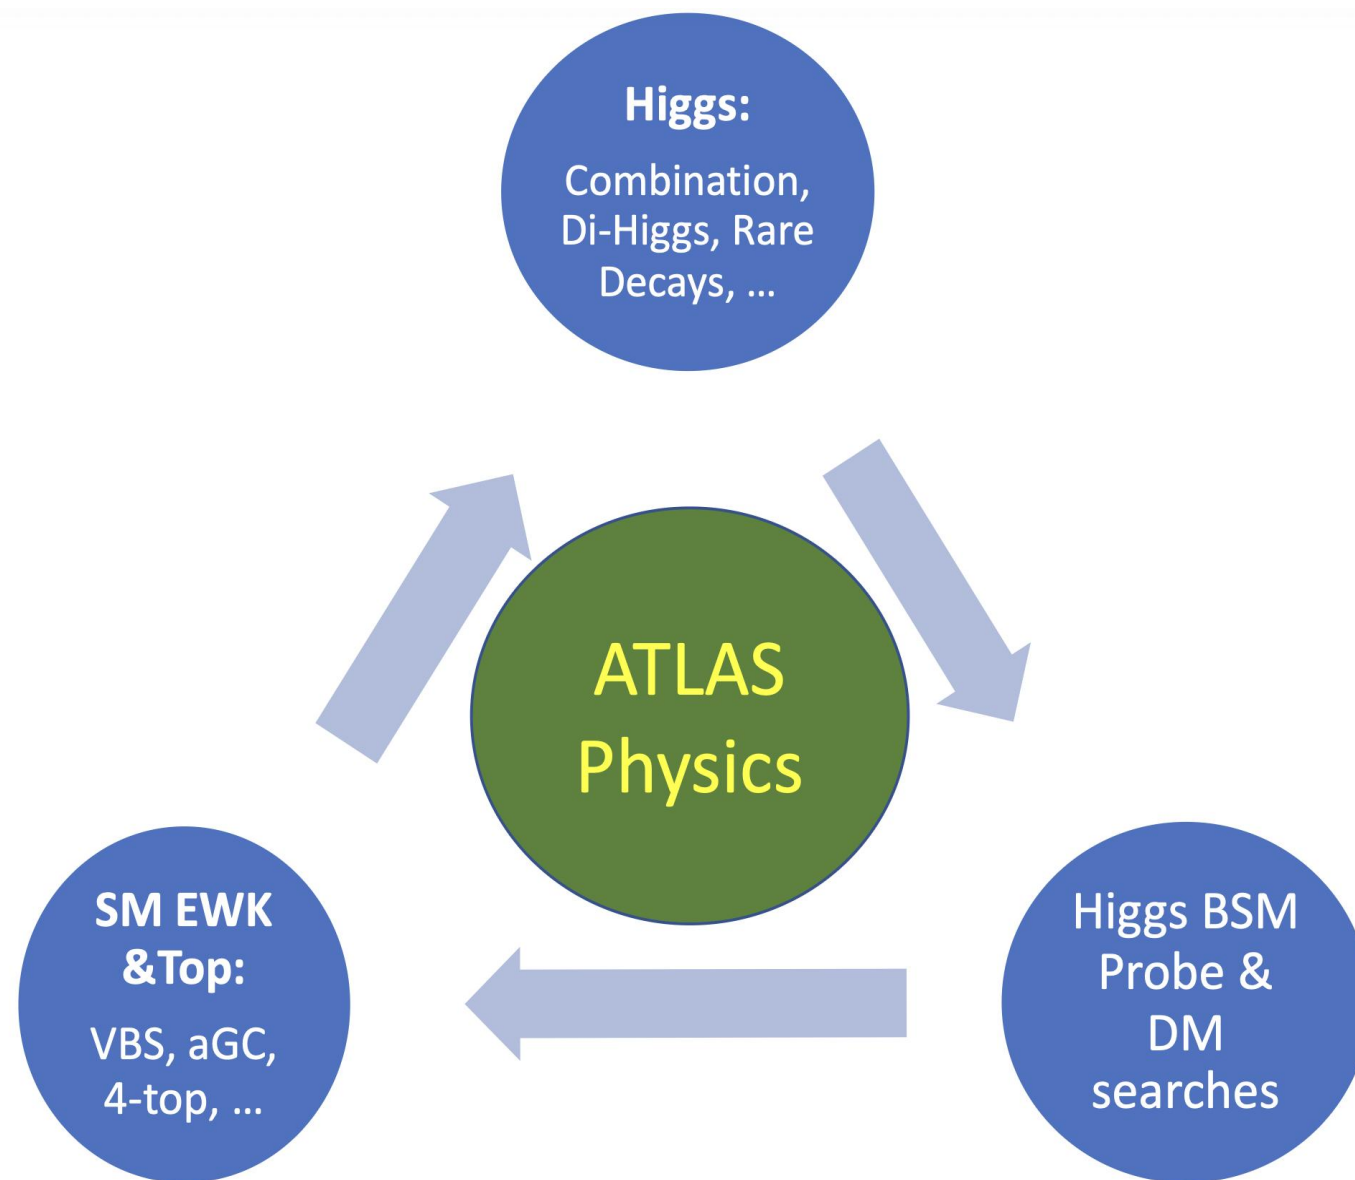 Higgs:
Combination,
Di-Higgs, Rare
Decays, ...
ATLAS
Physics
SM EWK
&Top:
VBS, aGC,
4-top, ...
Higgs BSM
Probe &
DM
searches